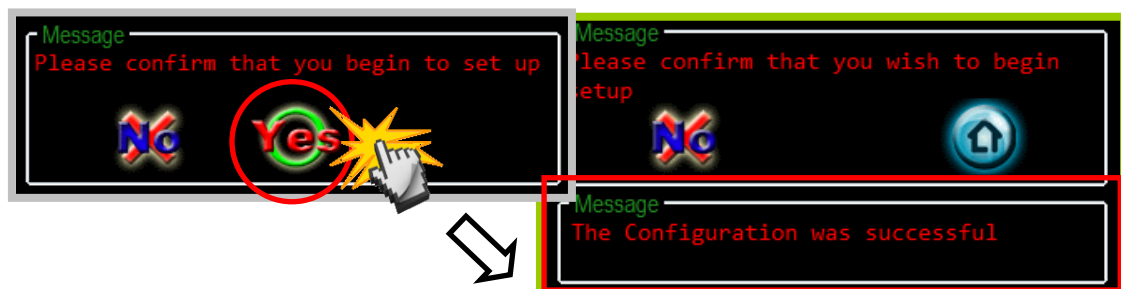 Message
Please confirm that you begin to set up
No
Yes
Message
Please confirm that you wish to begin
setup
No
Message
The Configuration was successful